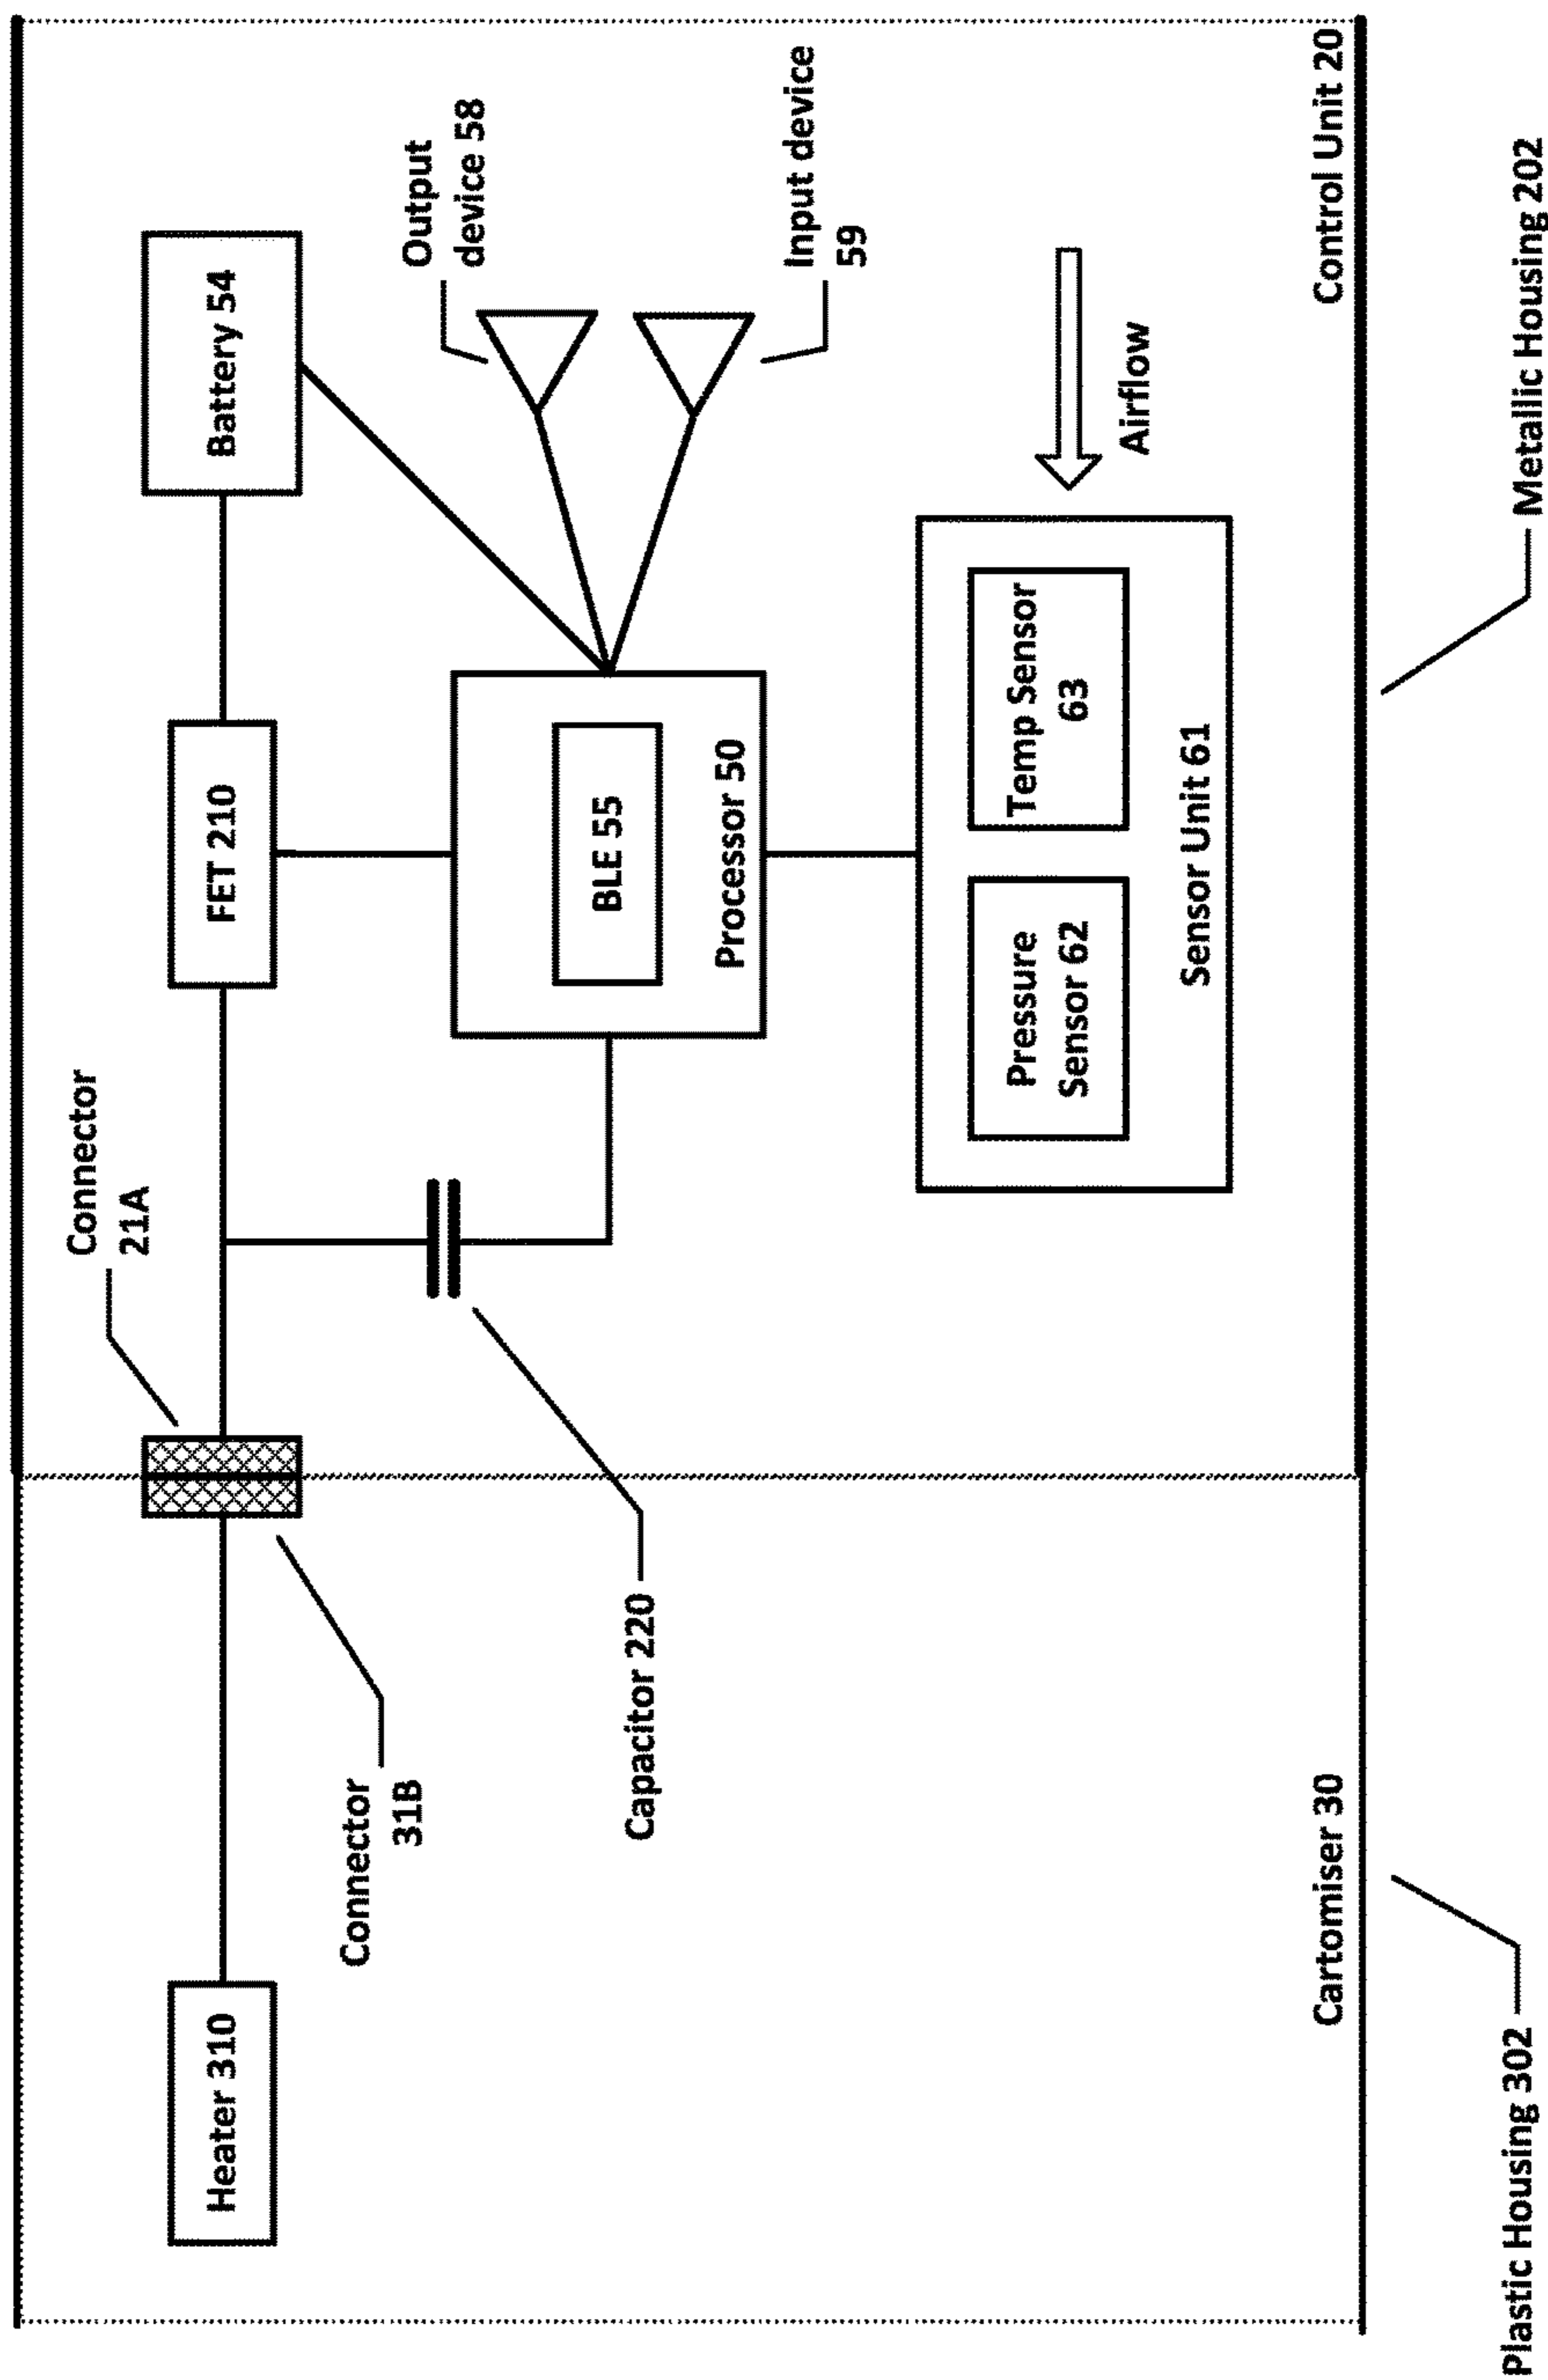 Connector
21A
FET 210
Battery 54
Output
device 58
Input device
59
Heater 310
Connector
31B
Capacitor 220
BLE 55
Processor 50
Pressure
Sensor 62
Temp Sensor
63
Sensor Unit 61
Airflow
Cartomiser 30
Control Unit 20
Plastic Housing 302
Metallic Housing 202